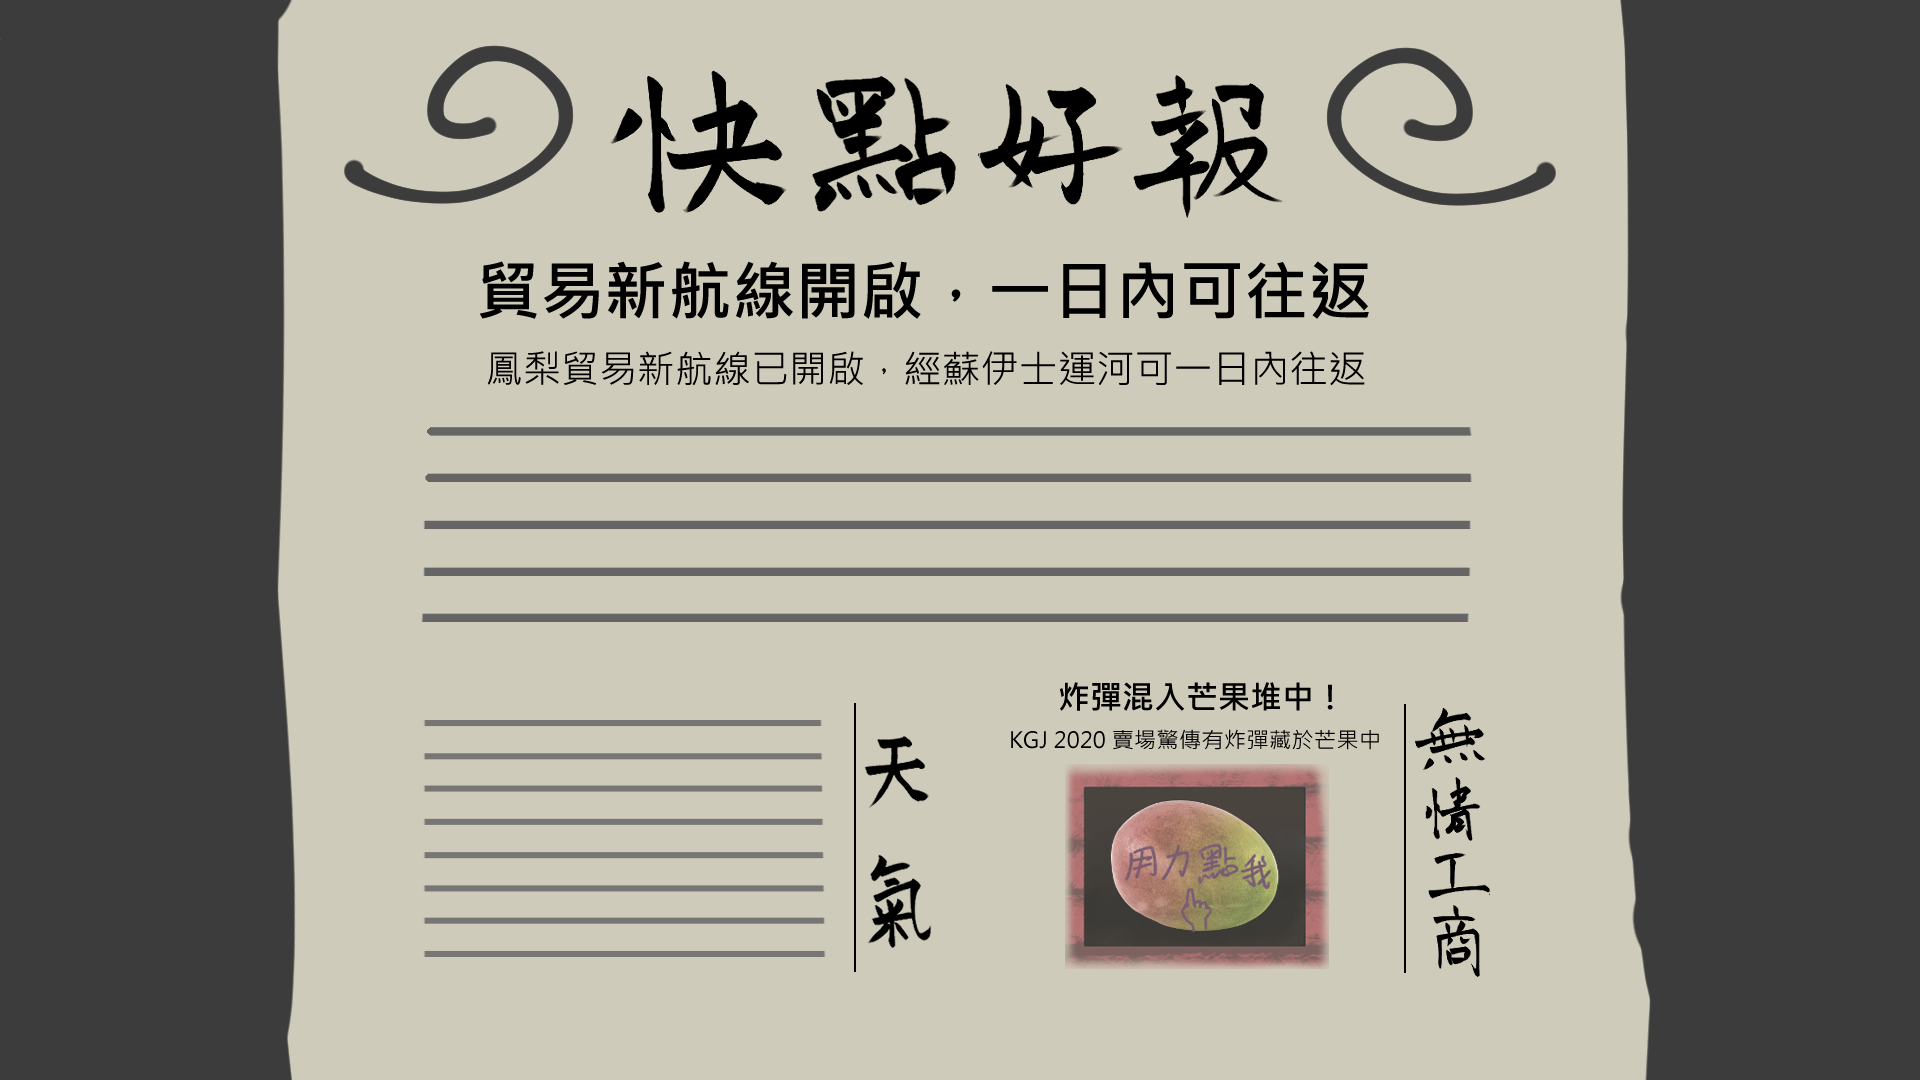 快點好報
貿易新航線開啟，一日內可往返
鳳梨貿易新航線已開啟，經蘇伊士運河可一日內往返
天氣
炸彈混入芒果堆中！
KGJ 2020 賣場驚傳有炸彈藏於芒果中
用力點我
無情工商